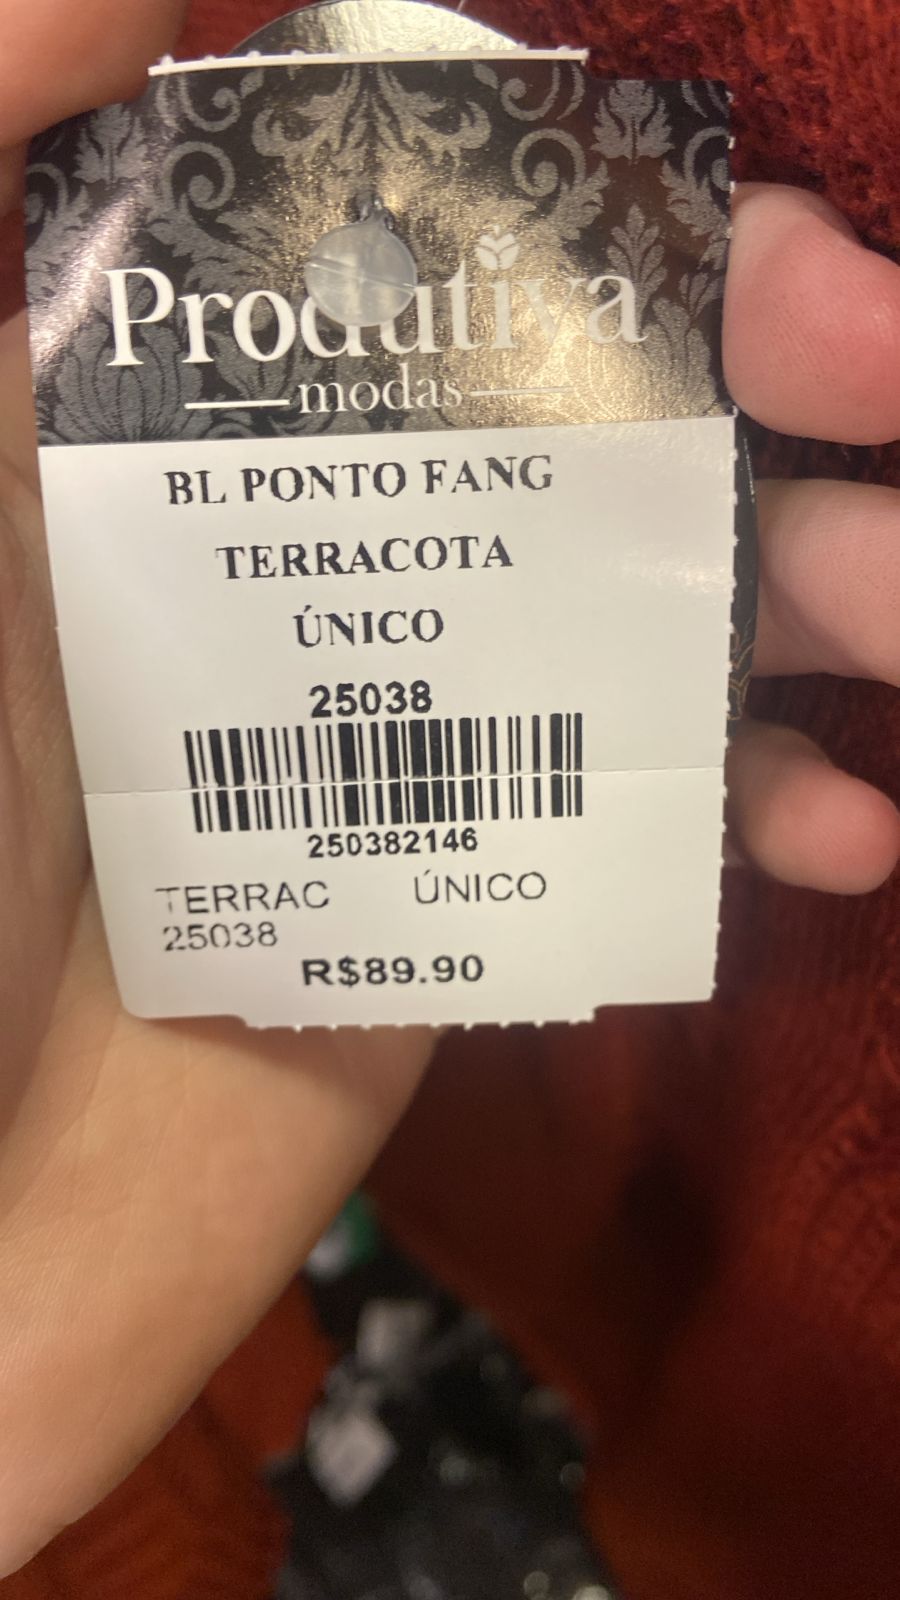 Produtiva
modas
BL PONTO FANG
TERRACOTA
ÚNICO
25038
250382146
TERRAC ÚNICO
25038
R$89.90